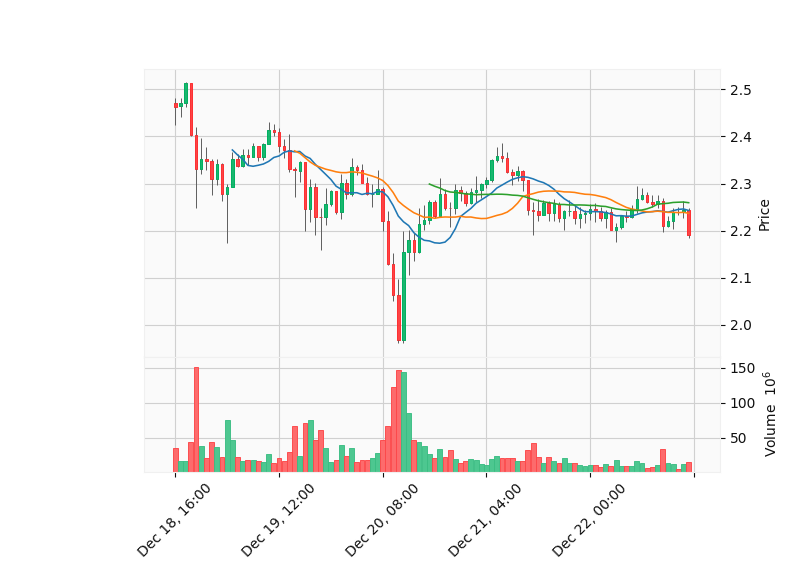 2.5
2.4
2.3
2.2
2.1
2.0
Price
150
100
50
Volume 10^6
Dec 18, 16:00
Dec 19, 12:00
Dec 20, 08:00
Dec 21, 04:00
Dec 22, 00:00